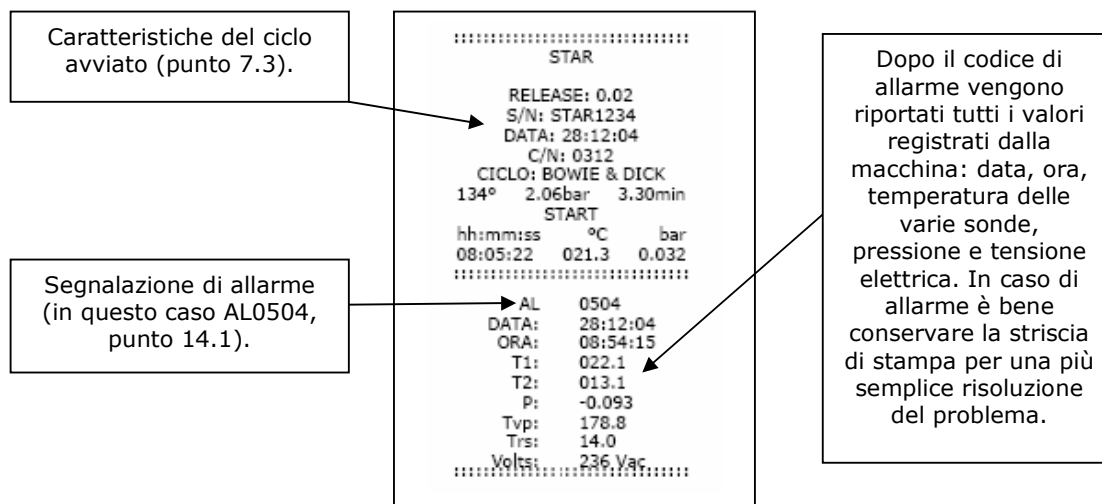 Caratteristiche del ciclo
avviato (punto 7.3).
Segnalazione di allarme
(in questo caso AL0504,
punto 14.1).
::::::::::::::::::::::::::::::::
STAR
RELEASE: 0.02
S/N: STAR1234
DATA: 28:12:04
C/N: 0312
CICLO: BOWIE & DICK
134° 2.06bar 3.30min
START
hh:mm:ss °C bar
08:05:22 021.3 0.032
::::::::::::::::::::::::::::::::
AL 0504
DATA: 28:12:04
ORA: 08:54:15
T1: 022.1
T2: 013.1
P: -0.093
Tvp: 178.8
Trs: 14.0
Volts: 236 Vac
::::::::::::::::::::::::::::::::
Dopo il codice di
allarme vengono
riportati tutti i valori
registrati dalla
macchina: data, ora,
temperatura delle
varie sonde,
pressione e tensione
elettrica. In caso di
allarme è bene
conservare la striscia
di stampa per una più
semplice risoluzione
del problema.